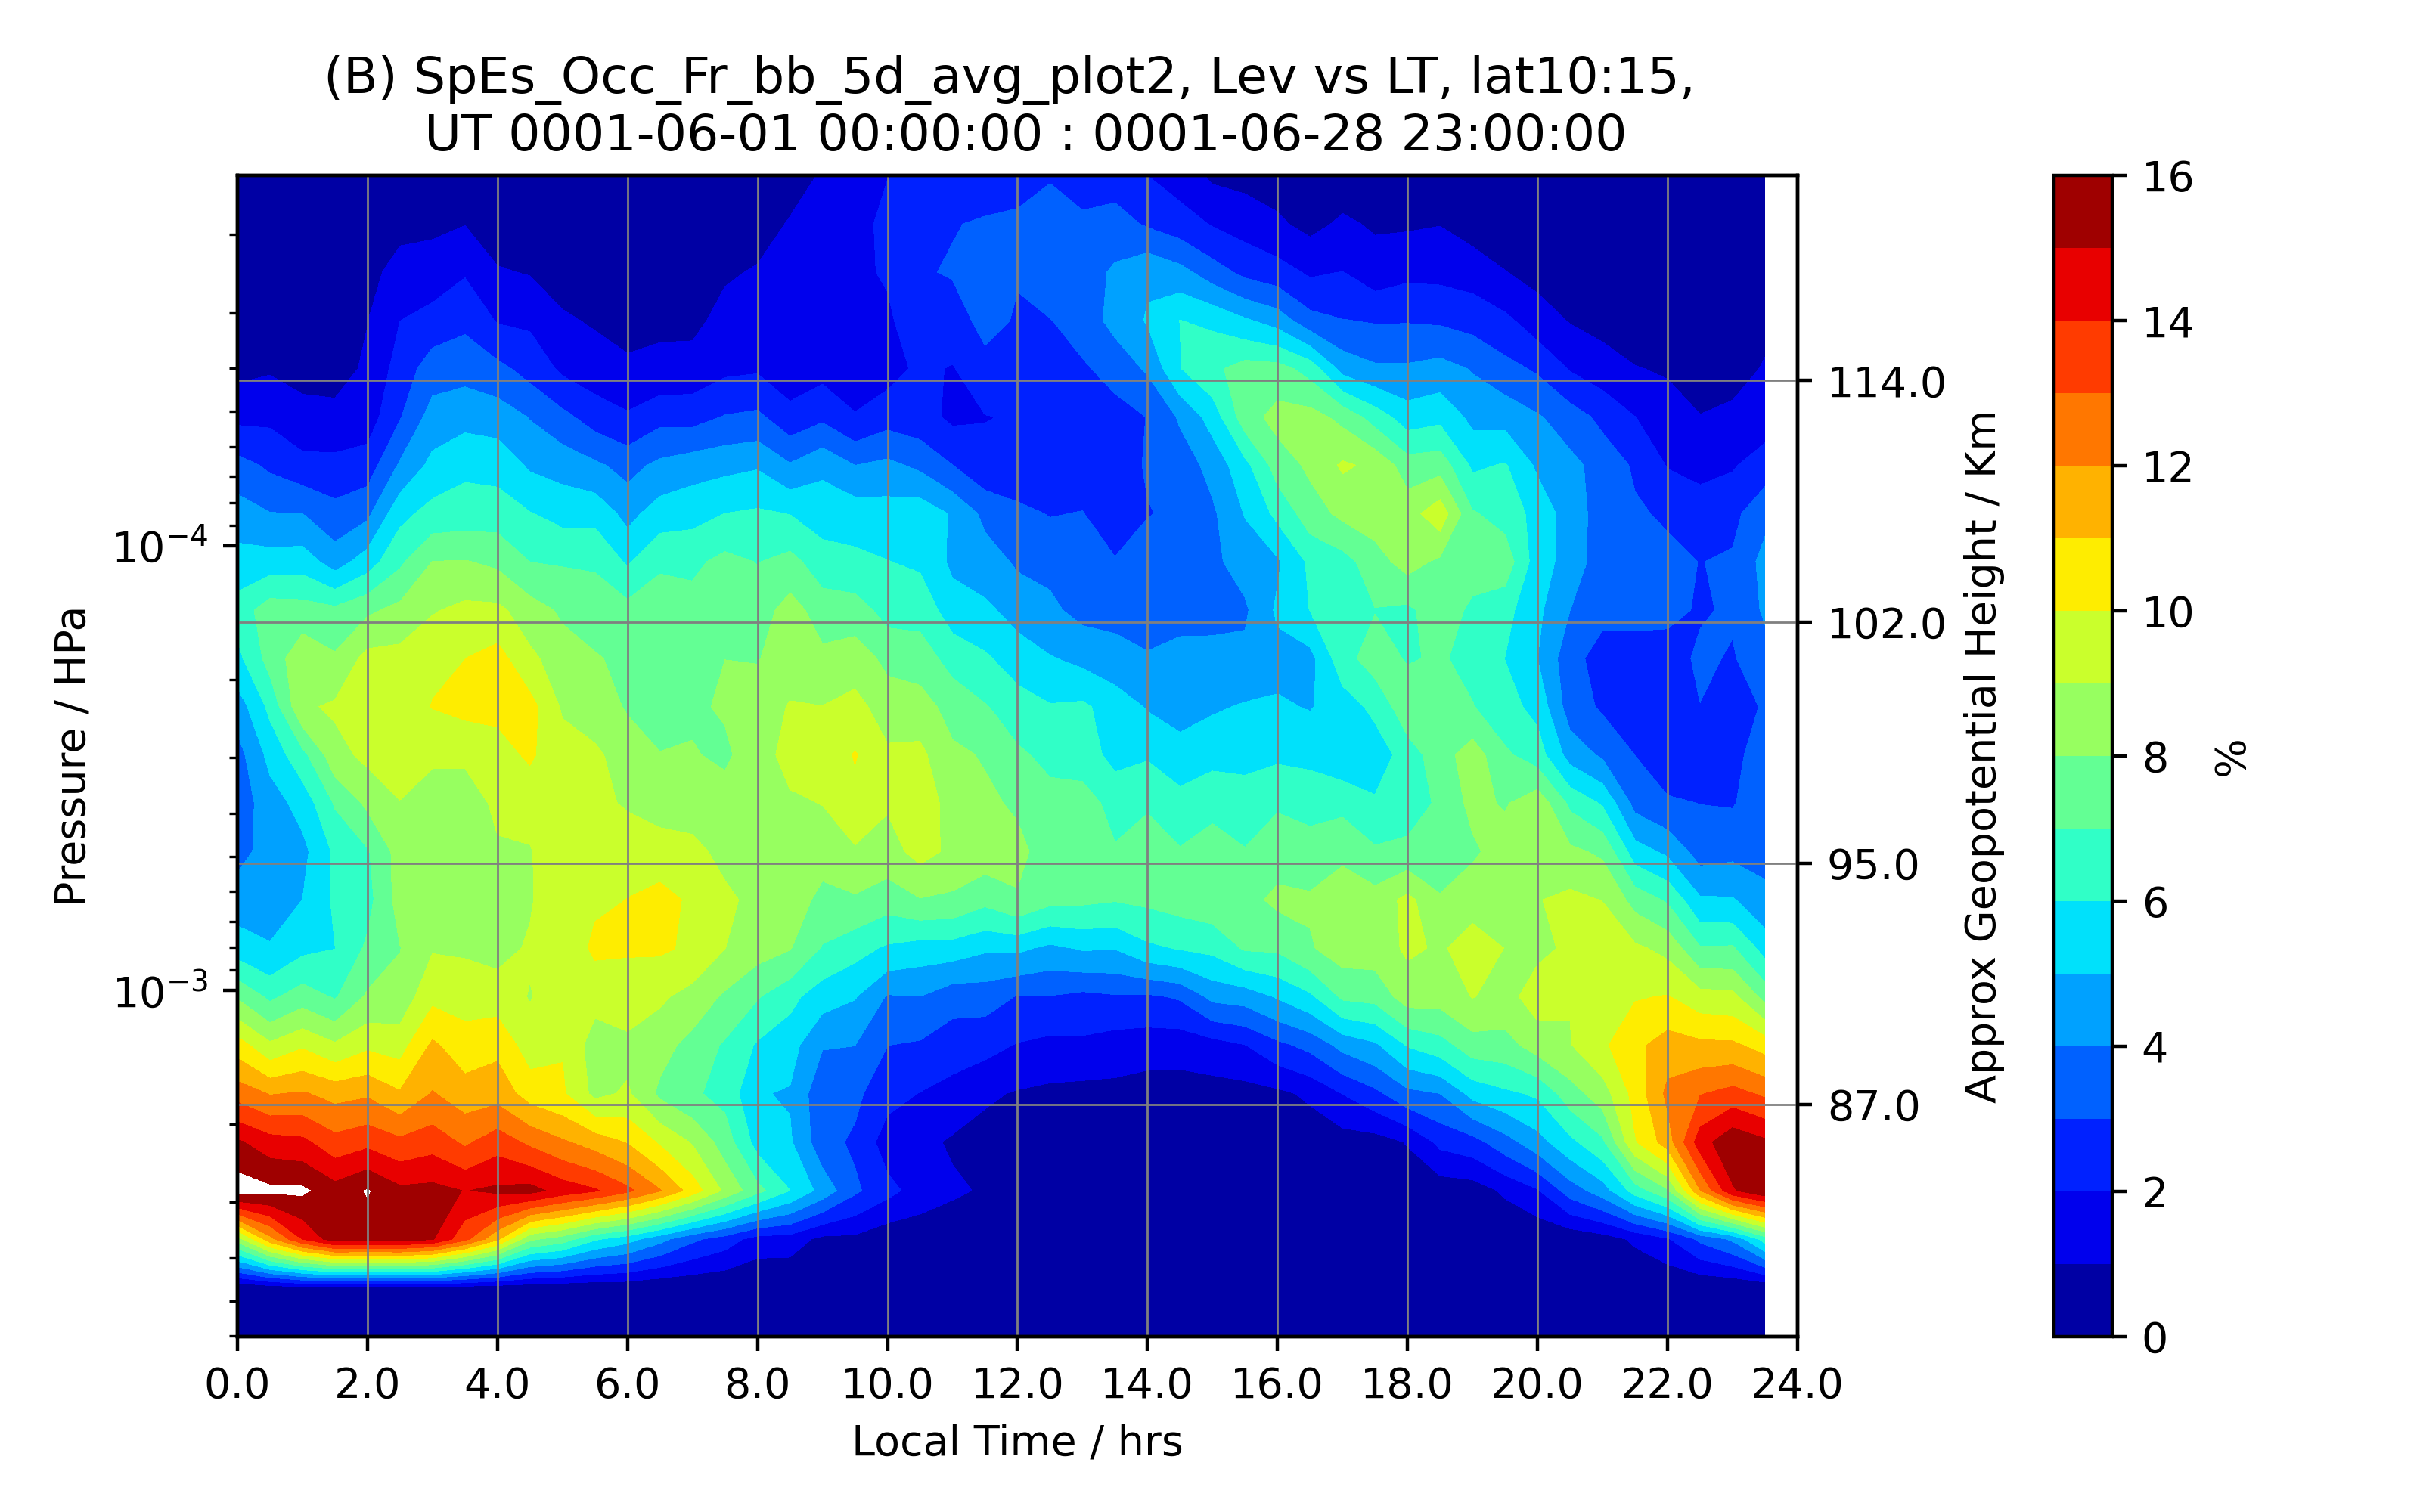 (B) SpEs_Occ_Fr_bb_5d_avg_plot2, Lev vs LT, lat10:15,
UT 0001-06-01 00:00:00 : 0001-06-28 23:00:00
Pressure / HPa
10⁻⁴
10⁻³
0.0 2.0 4.0 6.0 8.0 10.0 12.0 14.0 16.0 18.0 20.0 22.0 24.0
Local Time / hrs
114.0
102.0
95.0
87.0
Approx Geopotential Height / Km
16
14
12
10
8
6
4
2
0
%